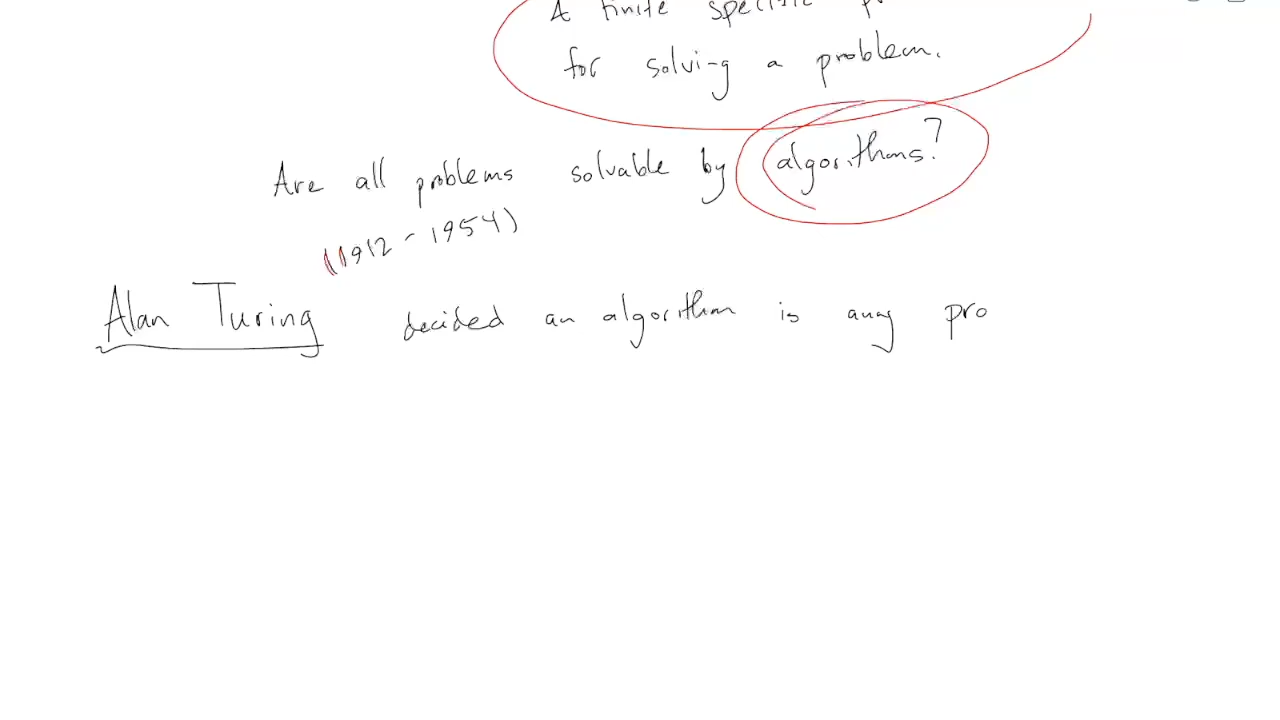 A finite specific
for solving a problem.
Are all problems solvable by algorithms?
(1912 - 1954)
Alan Turing decided an algorithm is any pro